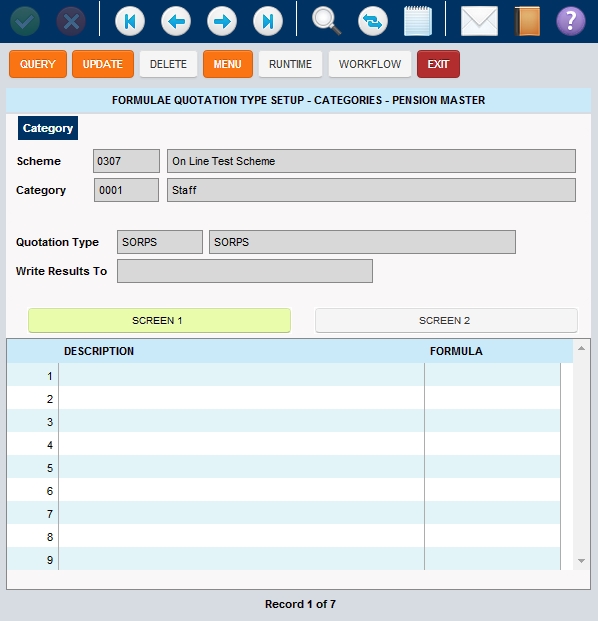 ?
QUERY UPDATE DELETE MENU RUNTIME WORKFLOW EXIT
FORMULAE QUOTATION TYPE SETUP - CATEGORIES - PENSION MASTER
Category
Scheme 0307 On Line Test Scheme
Category 0001 Staff
Quotation Type SORPS SORPS
Write Results To
SCREEN 1 SCREEN 2
DESCRIPTION FORMULA
1
2
3
4
5
6
7
8
9
Record 1 of 7